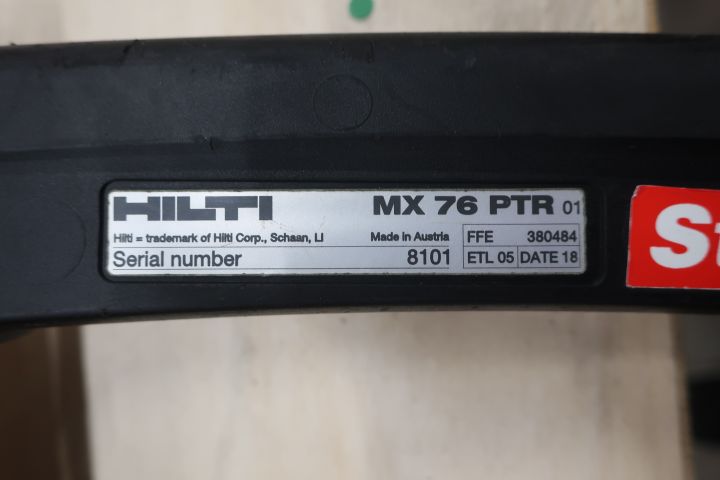 HILTI MX 76 PTR 01
Hilti = trademark of Hilti Corp., Schaan, LI Made in Austria FFE 380484
Serial number 8101 ETL 05 DATE 18